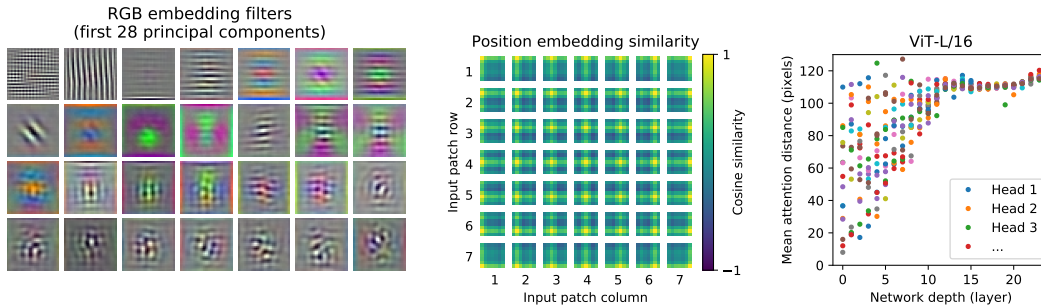 RGB embedding filters
(first 28 principal components)
Position embedding similarity
Input patch row
1
2
3
4
5
6
7
1 2 3 4 5 6 7
Input patch column
1
−1
Cosine similarity
ViT-L/16
Mean attention distance (pixels)
120
100
80
60
40
20
0
0 5 10 15 20
Network depth (layer)
Head 1
Head 2
Head 3
...